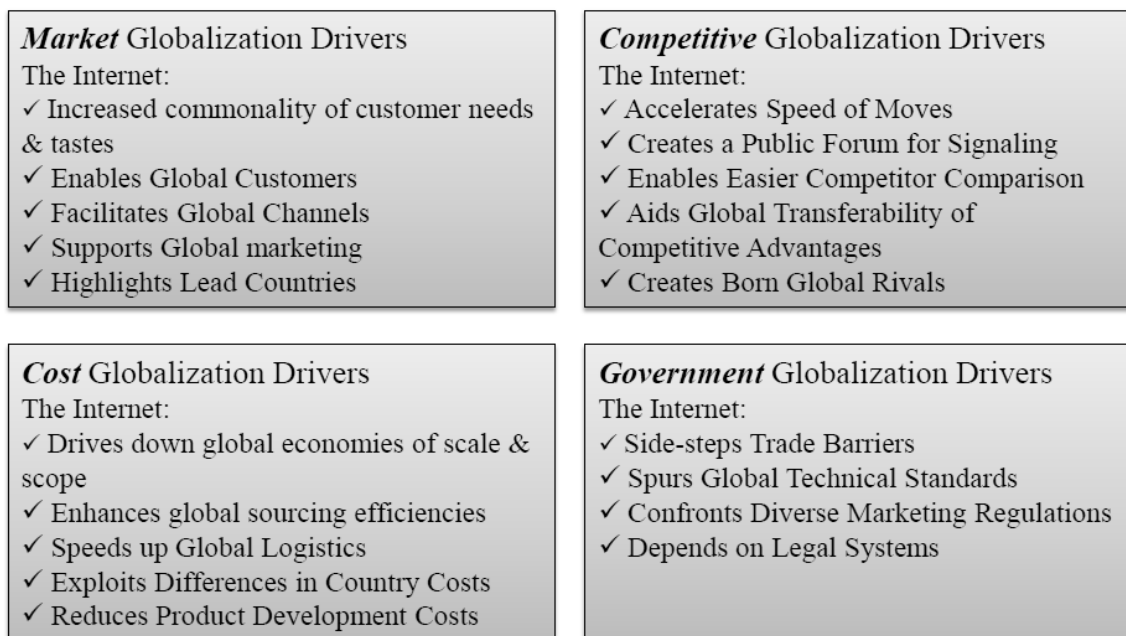 Market Globalization Drivers
The Internet:
✓ Increased commonality of customer needs
& tastes
✓ Enables Global Customers
✓ Facilitates Global Channels
✓ Supports Global marketing
✓ Highlights Lead Countries
Competitive Globalization Drivers
The Internet:
✓ Accelerates Speed of Moves
✓ Creates a Public Forum for Signaling
✓ Enables Easier Competitor Comparison
✓ Aids Global Transferability of
Competitive Advantages
✓ Creates Born Global Rivals
Cost Globalization Drivers
The Internet:
✓ Drives down global economies of scale &
scope
✓ Enhances global sourcing efficiencies
✓ Speeds up Global Logistics
✓ Exploits Differences in Country Costs
✓ Reduces Product Development Costs
Government Globalization Drivers
The Internet:
✓ Side-steps Trade Barriers
✓ Spurs Global Technical Standards
✓ Confronts Diverse Marketing Regulations
✓ Depends on Legal Systems